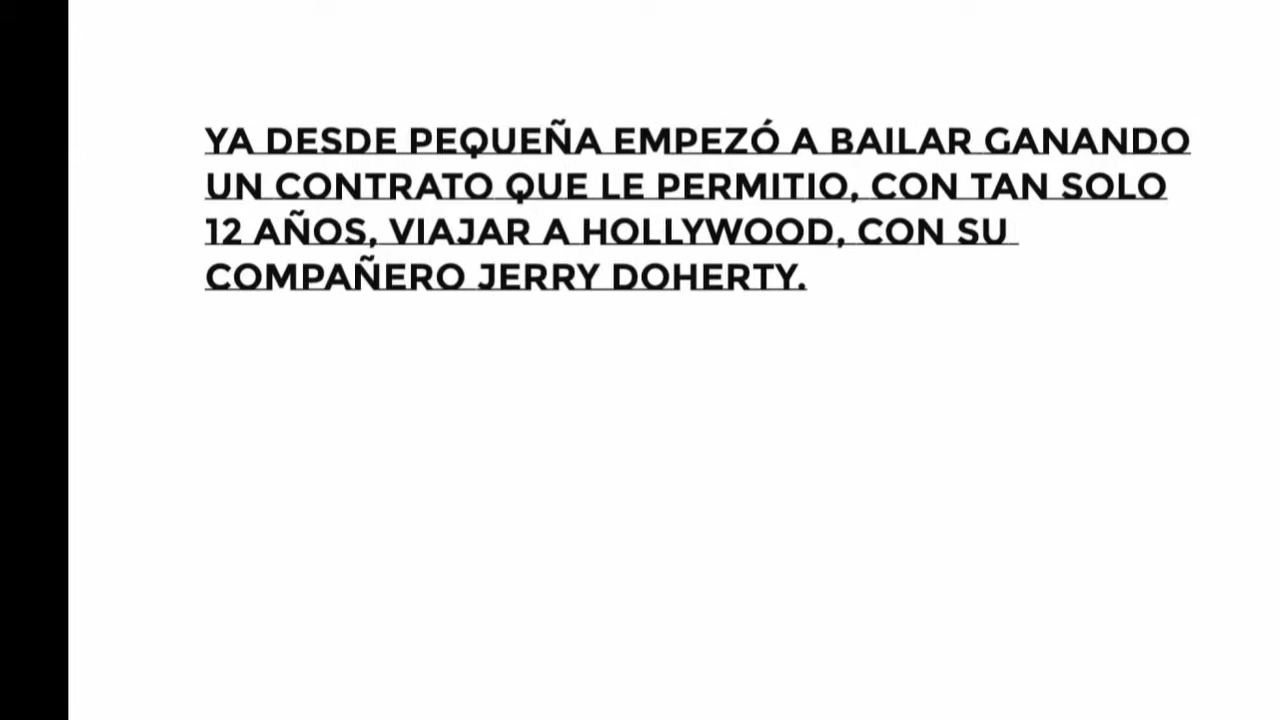 YA DESDE PEQUEÑA EMPEZÓ A BAILAR GANANDO
UN CONTRATO QUE LE PERMITIO, CON TAN SOLO
12 AÑOS, VIAJAR A HOLLYWOOD, CON SU
COMPAÑERO JERRY DOHERTY.